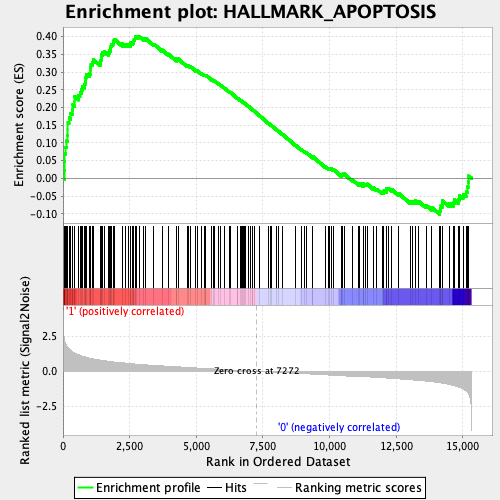 Enrichment plot: HALLMARK_APOPTOSIS
Enrichment score (ES)
0.40
0.35
0.30
0.25
0.20
0.15
0.10
0.05
0.00
-0.05
-0.10
'1' (positively correlated)
Ranked list metric (Signal2Noise)
2.5
0.0
-2.5
Zero cross at 7272
'0' (negatively correlated)
0 2,500 5,000 7,500 10,000 12,500 15,000
Rank in Ordered Dataset
Enrichment profile Hits Ranking metric scores